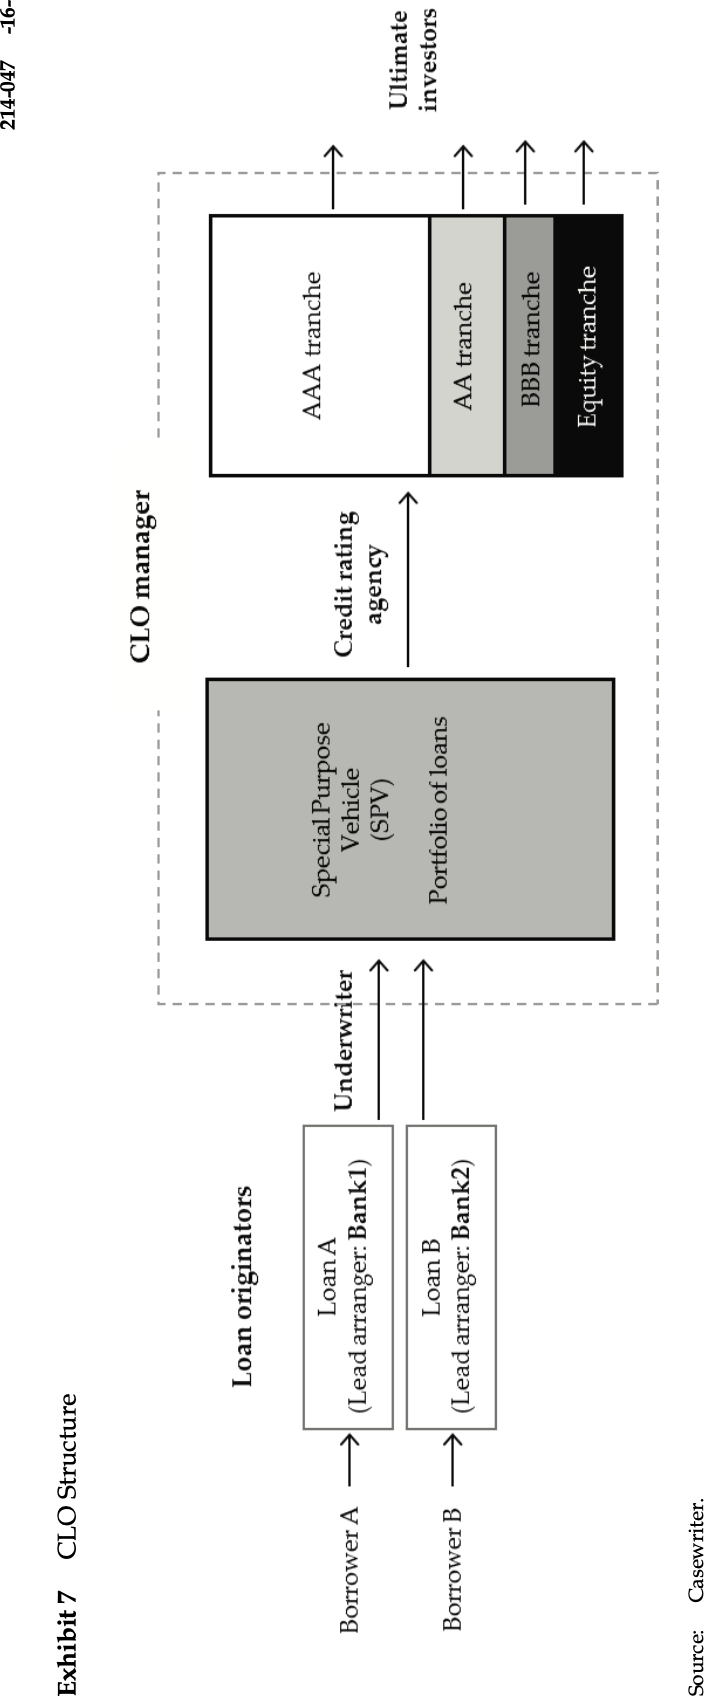 214-047 -16-
Exhibit 7 CLO Structure
CLO manager
Loan originators
Borrower A
Loan A
(Lead arranger: Bank1)
Borrower B
Loan B
(Lead arranger: Bank2)
Underwriter
Special Purpose
Vehicle
(SPV)
Portfolio of loans
Credit rating
agency
AAA tranche
AA tranche
BBB tranche
Equity tranche
Ultimate
investors
Source: Casewriter.